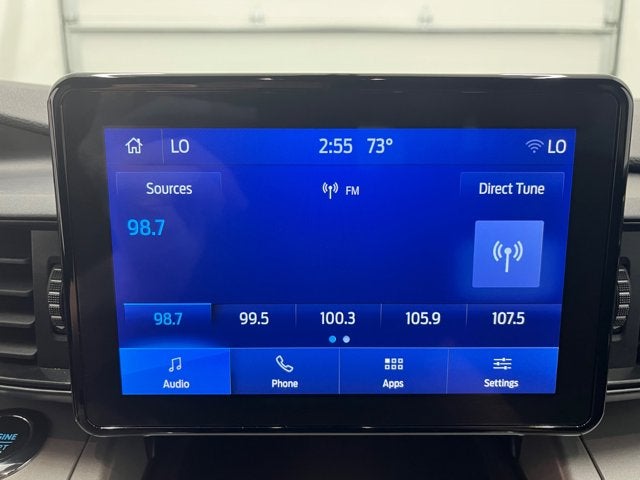 LO 2:55 73° LO
Sources FM Direct Tune
98.7
98.7 99.5 100.3 105.9 107.5
Audio Phone Apps Settings